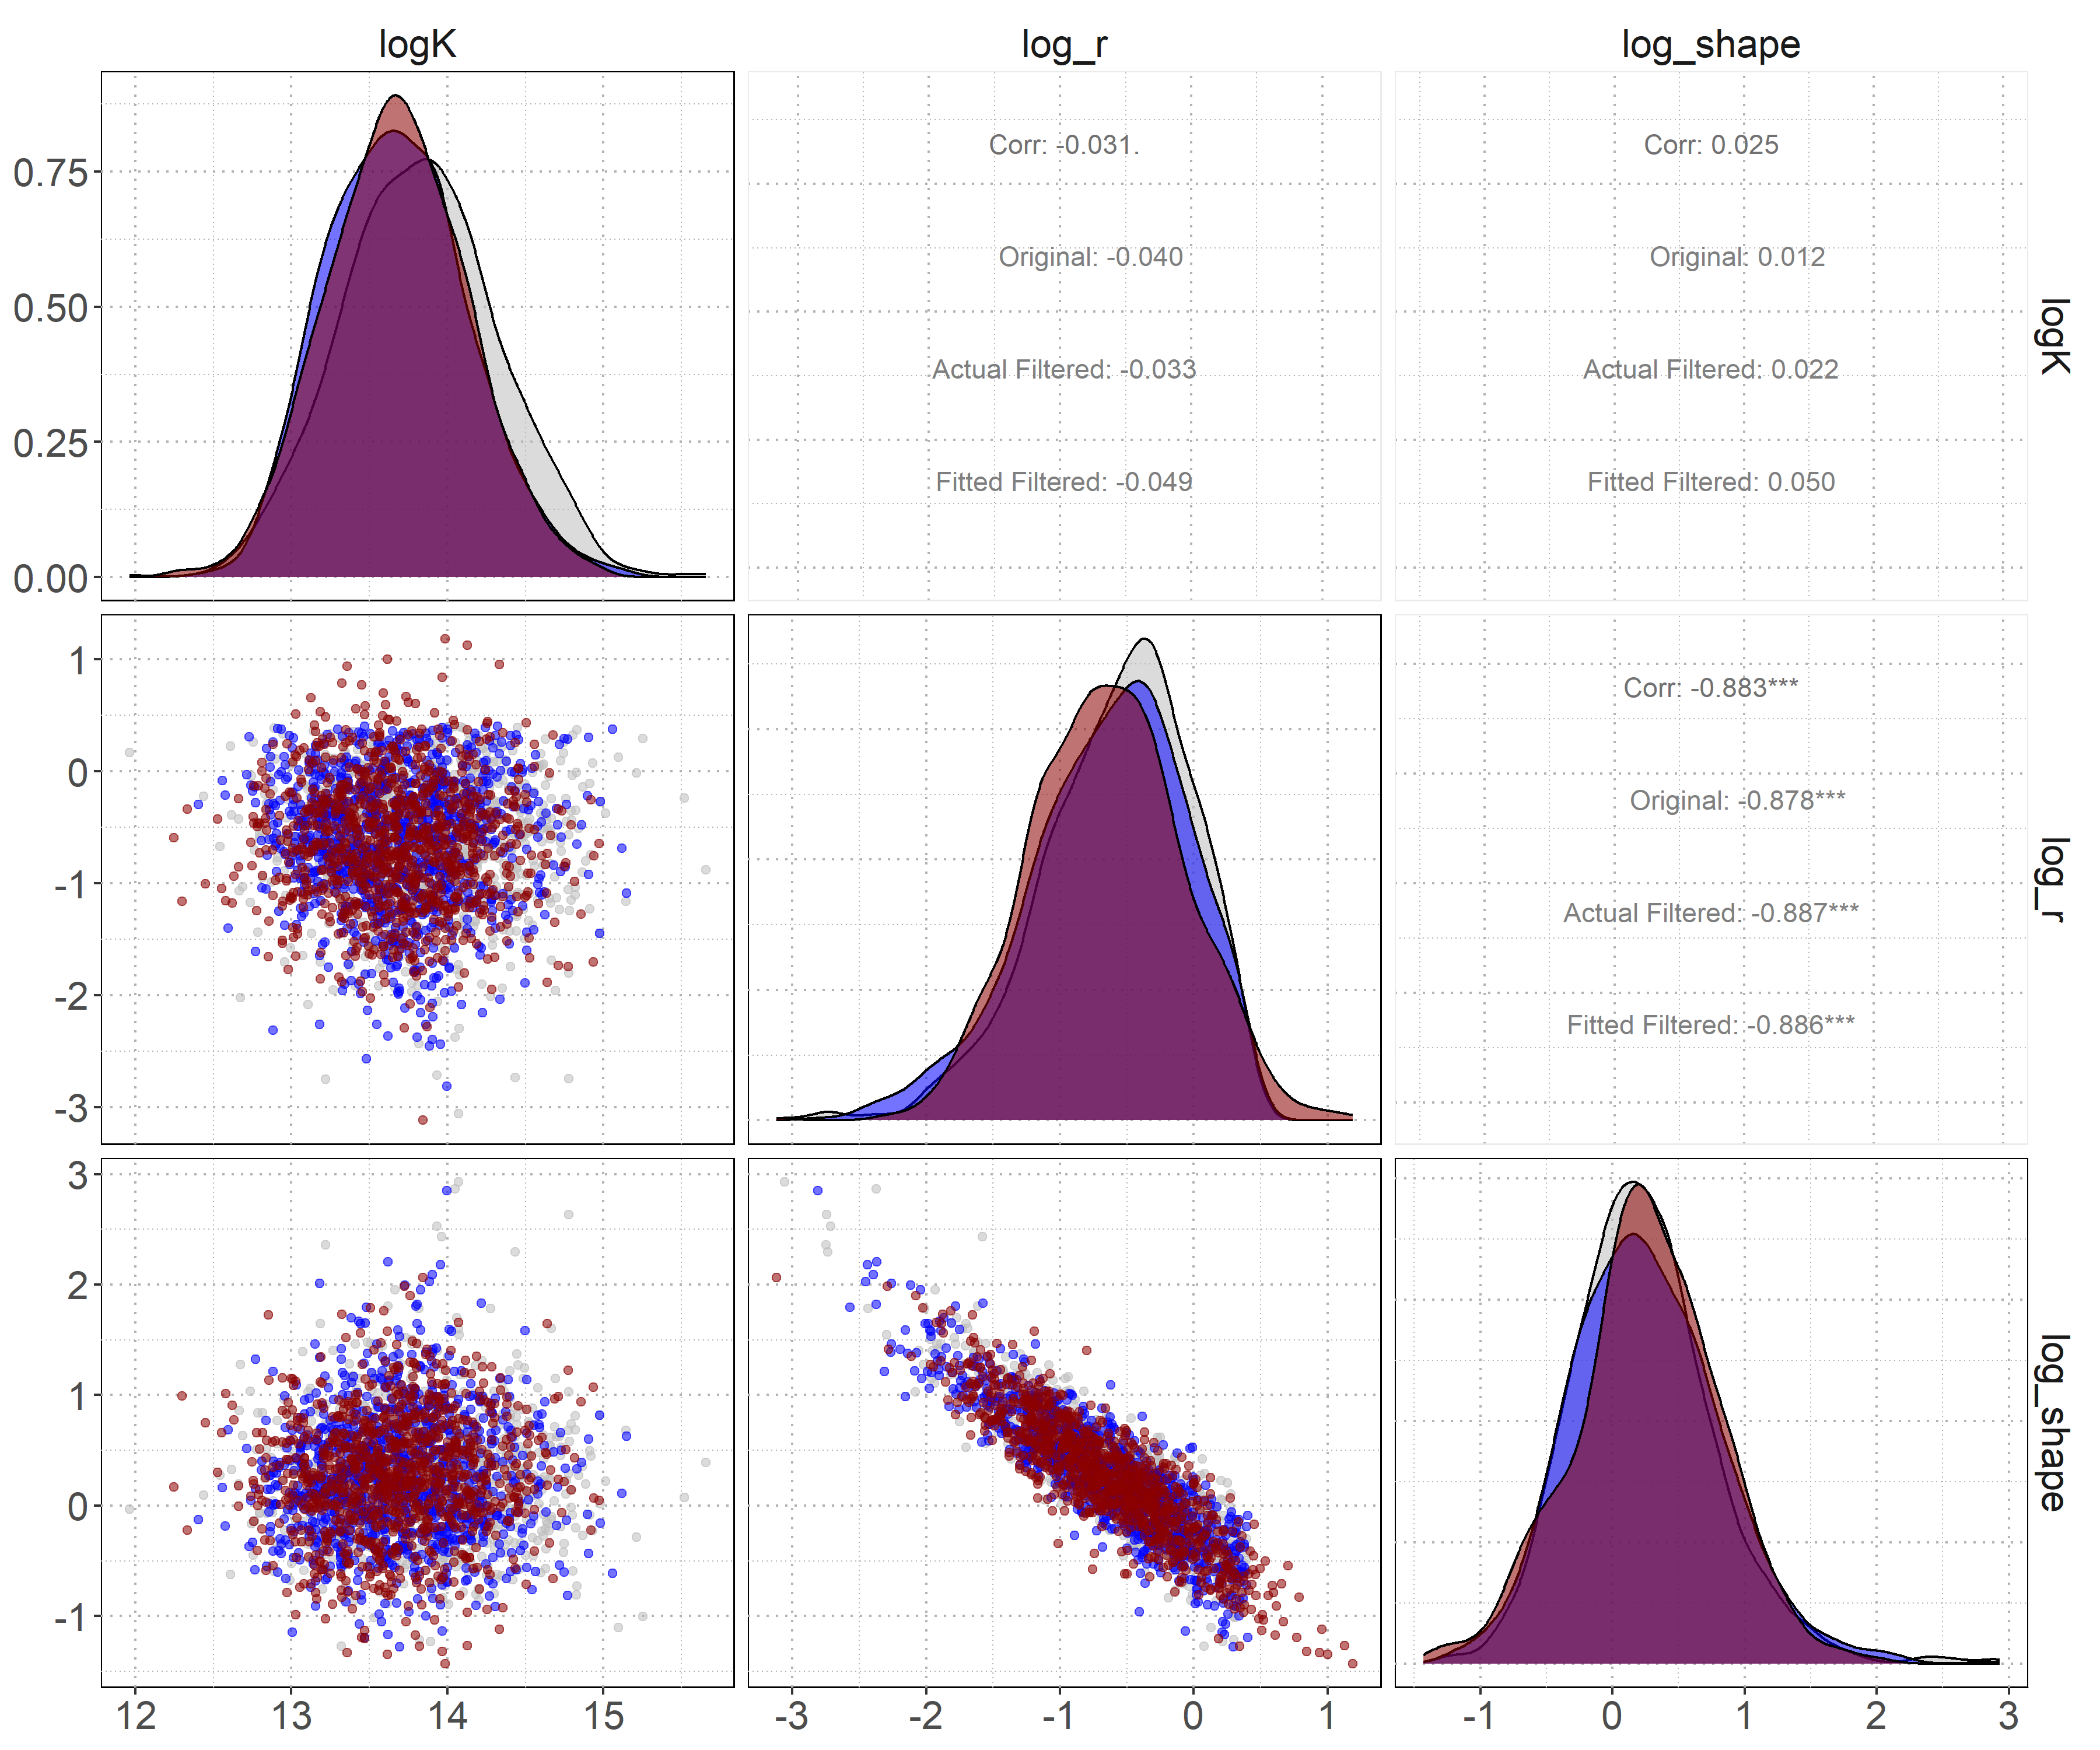 logK log_r log_shape
0.75
0.50
0.25
0.00
Corr: -0.031.
Original: -0.040
Actual Filtered: -0.033
Fitted Filtered: -0.049
Corr: 0.025
Original: 0.012
Actual Filtered: 0.022
Fitted Filtered: 0.050
logK
1
0
-1
-2
-3
Corr: -0.883***
Original: -0.878***
Actual Filtered: -0.887***
Fitted Filtered: -0.886***
log_r
3
2
1
0
-1
log_shape
12 13 14 15
-3 -2 -1 0 1
-1 0 1 2 3